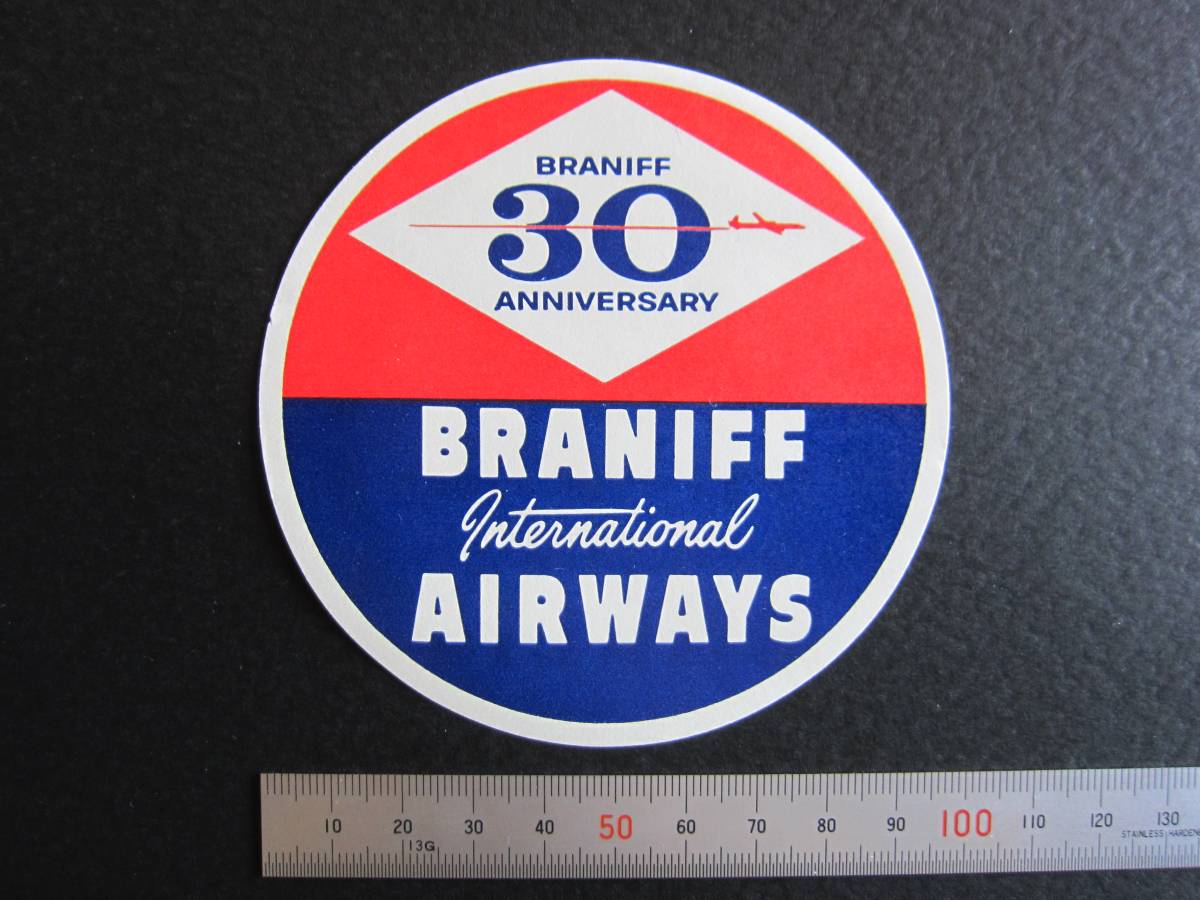 BRANIFF
30
ANNIVERSARY
BRANIFF
International
AIRWAYS
10 20 30 40 50 60 70 80 90 100 110 120 130
13G
STAINLESS HARDENE